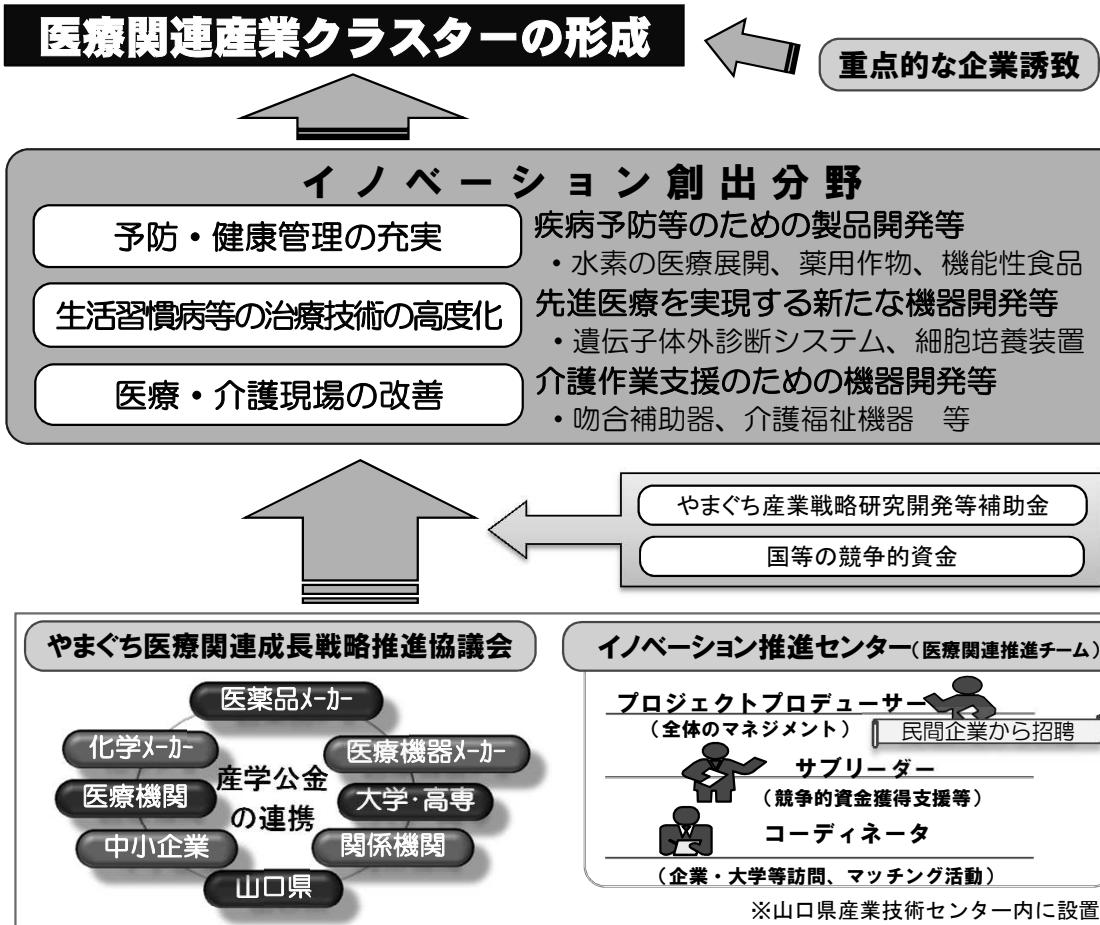 医療関連産業クラスターの形成
重点的な企業誘致
イノベーション創出分野
予防・健康管理の充実
疾病予防等のための製品開発等
・水素の医療展開、薬用作物、機能性食品
生活習慣病等の治療技術の高度化
先進医療を実現する新たな機器開発等
・遺伝子体外診断システム、細胞培養装置
医療・介護現場の改善
介護作業支援のための機器開発等
・吻合補助器、介護福祉機器　等
やまぐち産業戦略研究開発等補助金
国等の競争的資金
やまぐち医療関連成長戦略推進協議会
医薬品メーカー
化学メーカー
医療機器メーカー
医療機関
産学公金
の連携
大学・高専
中小企業
関係機関
山口県
イノベーション推進センター(医療関連推進チーム)
プロジェクトプロデューサー
（全体のマネジメント）
民間企業から招聘
サブリーダー
（競争的資金獲得支援等）
コーディネータ
（企業・大学等訪問、マッチング活動）
※山口県産業技術センター内に設置